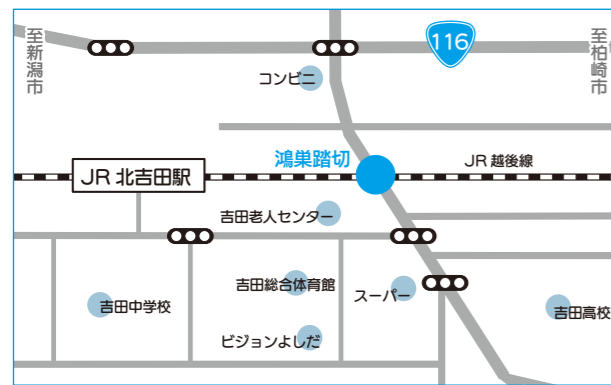 至新潟市
116
至柏崎市
コンビニ
鴻巣踏切
JR 越後線
JR 北吉田駅
吉田老人センター
吉田総合体育館
スーパー
吉田中学校
吉田高校
ビジョンよしだ